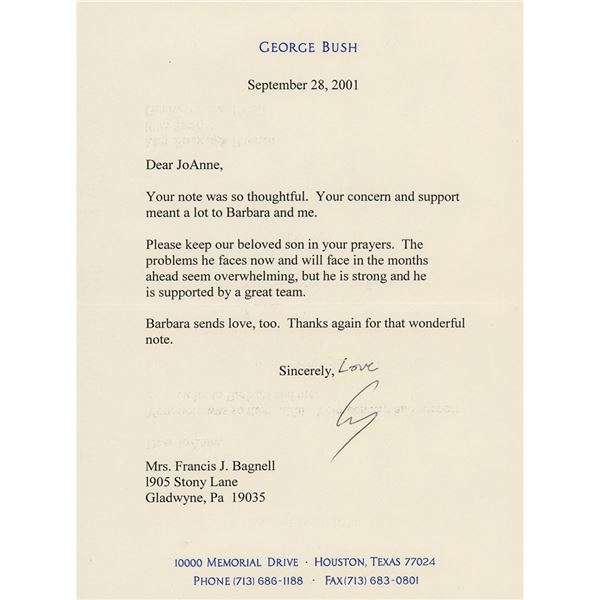 GEORGE BUSH
September 28, 2001
Dear JoAnne,
Your note was so thoughtful. Your concern and support
meant a lot to Barbara and me.
Please keep our beloved son in your prayers. The
problems he faces now and will face in the months
ahead seem overwhelming, but he is strong and he
is supported by a great team.
Barbara sends love, too. Thanks again for that wonderful
note.
Sincerely, Love
Mrs. Francis J. Bagnell
l905 Stony Lane
Gladwyne, Pa 19035
10000 MEMORIAL DRIVE · HOUSTON, TEXAS 77024
PHONE (713) 686-1188 · FAX (713) 683-0801